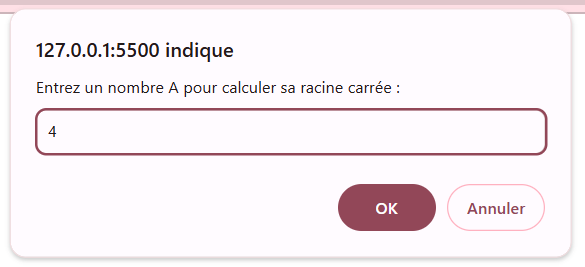 127.0.0.1:5500 indique
Entrez un nombre A pour calculer sa racine carrée :
4
OK Annuler